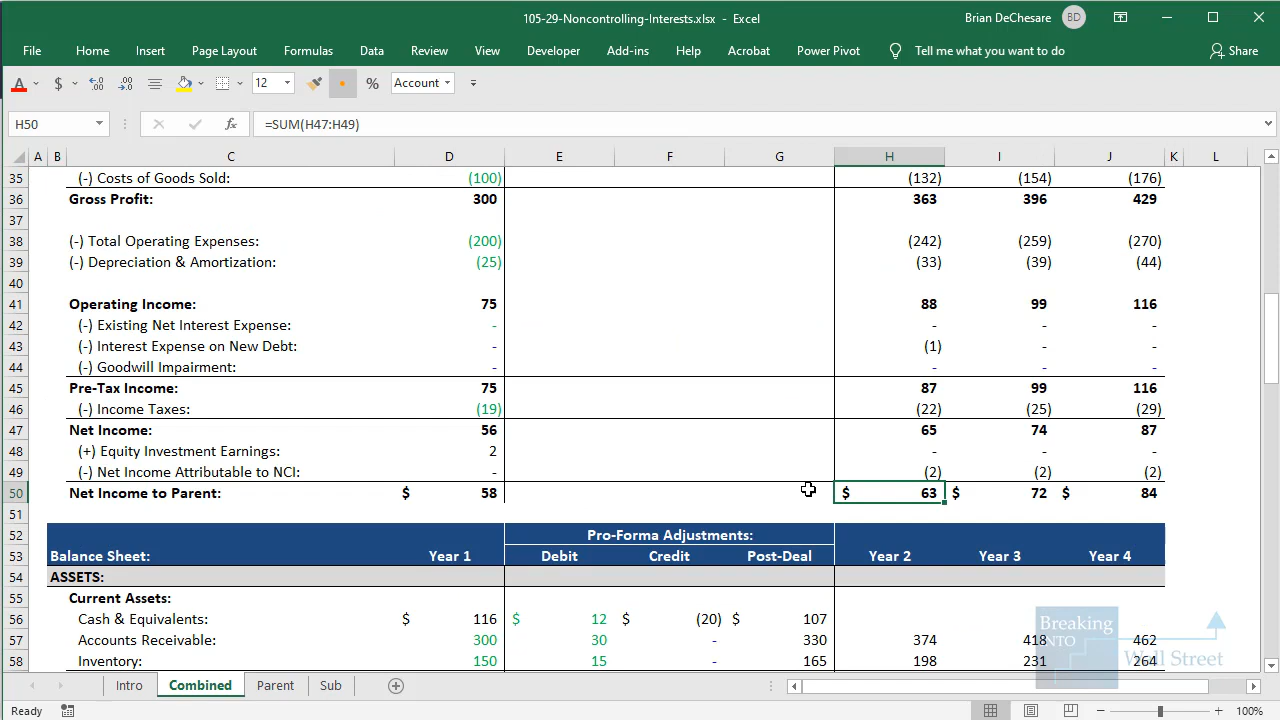 105-29-Noncontrolling-Interests.xlsx - Excel
Brian DeChesare BD
File Home Insert Page Layout Formulas Data Review View Developer Add-ins Help Acrobat Power Pivot Tell me what you want to do Share
A $ 12 % Account
H50 fx =SUM(H47:H49)
A B C D E F G H I J K L
35 (-) Costs of Goods Sold: (100) (132) (154) (176)
36 Gross Profit: 300 363 396 429
37
38 (-) Total Operating Expenses: (200) (242) (259) (270)
39 (-) Depreciation & Amortization: (25) (33) (39) (44)
40
41 Operating Income: 75 88 99 116
42 (-) Existing Net Interest Expense: - - - -
43 (-) Interest Expense on New Debt: - (1) - -
44 (-) Goodwill Impairment: - - - -
45 Pre-Tax Income: 75 87 99 116
46 (-) Income Taxes: (19) (22) (25) (29)
47 Net Income: 56 65 74 87
48 (+) Equity Investment Earnings: 2 - - -
49 (-) Net Income Attributable to NCI: - (2) (2) (2)
50 Net Income to Parent: $ 58 $ 63 $ 72 $ 84
51
52 Pro-Forma Adjustments:
53 Balance Sheet: Year 1 Debit Credit Post-Deal Year 2 Year 3 Year 4
54 ASSETS:
55 Current Assets:
56 Cash & Equivalents: $ 116 $ 12 $ (20) $ 107
57 Accounts Receivable: 300 30 - 330 374 418 462
58 Inventory: 150 15 - 165 198 231 264
Breaking INTO Wall Street
Intro Combined Parent Sub
Ready 100%